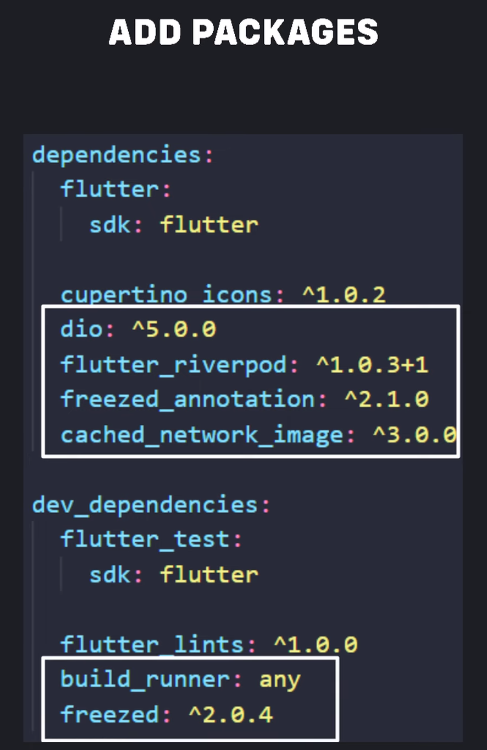 ADD PACKAGES
dependencies:
flutter:
sdk: flutter
cupertino_icons: ^1.0.2
dio: ^5.0.0
flutter_riverpod: ^1.0.3+1
freezed_annotation: ^2.1.0
cached_network_image: ^3.0.0
dev_dependencies:
flutter_test:
sdk: flutter
flutter_lints: ^1.0.0
build_runner: any
freezed: ^2.0.4